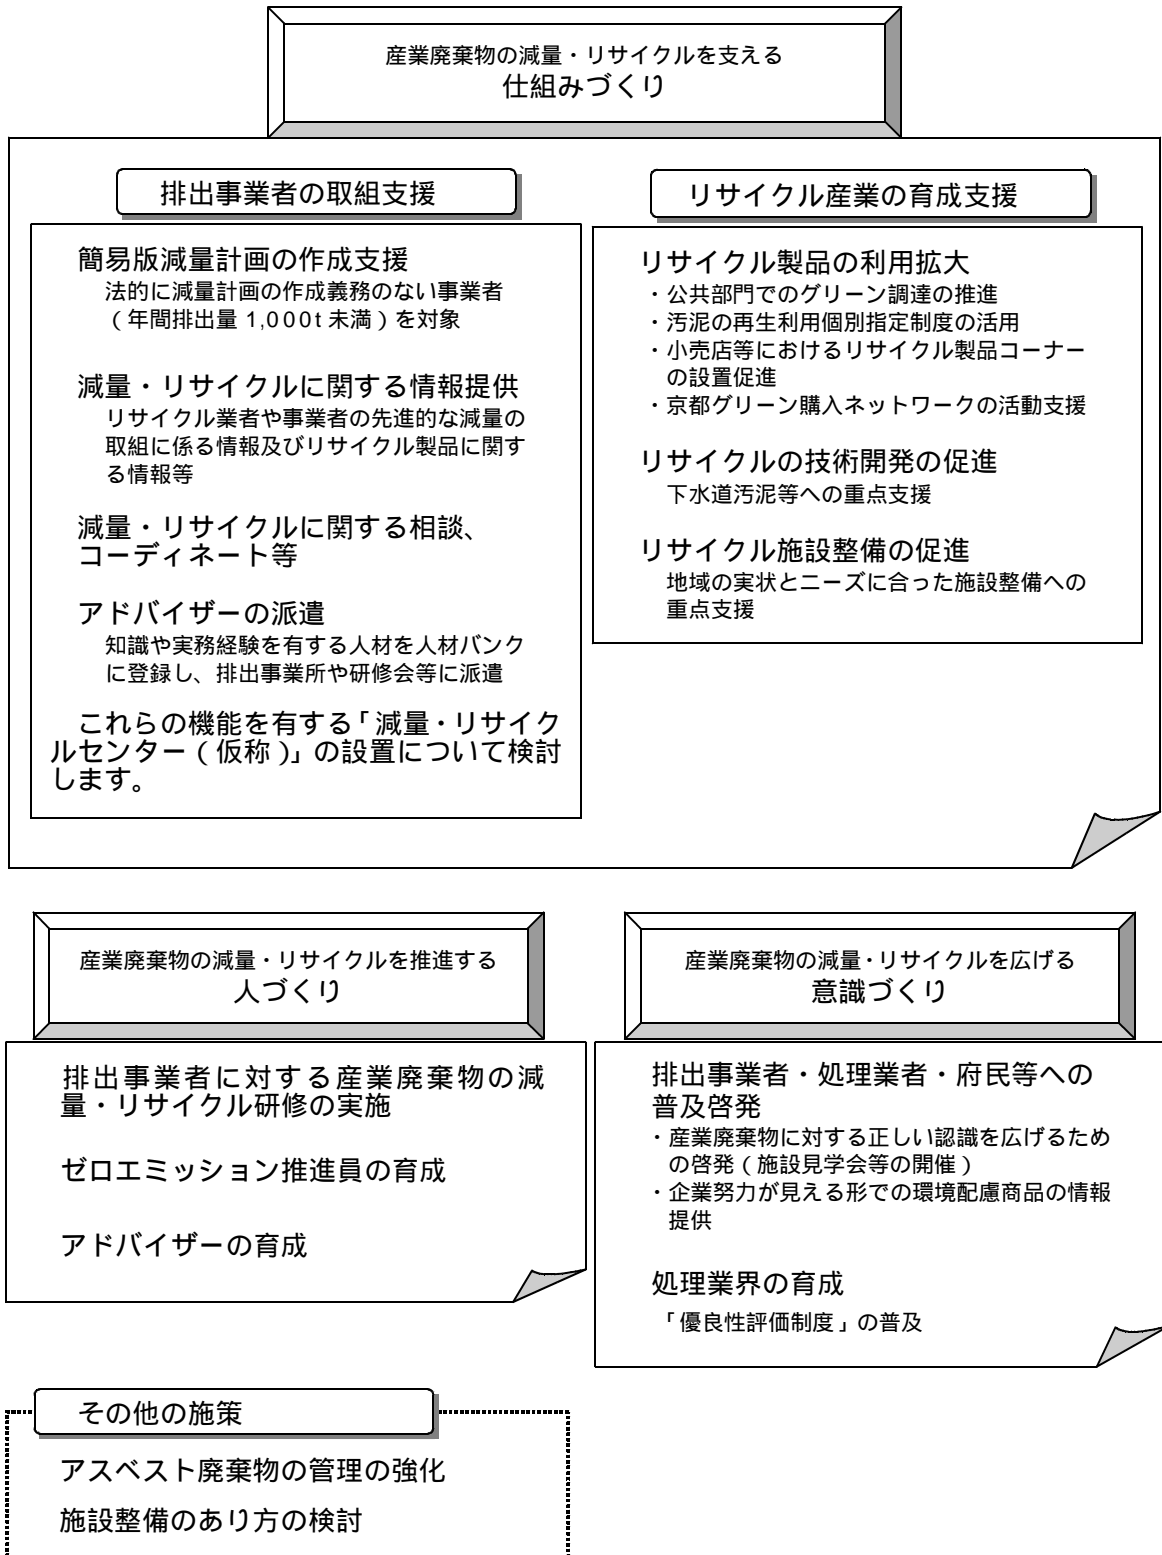 産業廃棄物の減量・リサイクルを支える
仕組みづくり
排出事業者の取組支援
簡易版減量計画の作成支援
法的に減量計画の作成義務のない事業者
(年間排出量 1,000t 未満)を対象
減量・リサイクルに関する情報提供
リサイクル業者や事業者の先進的な減量の
取組に係る情報及びリサイクル製品に関す
る情報等
減量・リサイクルに関する相談、
コーディネート等
アドバイザーの派遣
知識や実務経験を有する人材を人材バンク
に登録し、排出事業所や研修会等に派遣
これらの機能を有する「減量・リサイク
ルセンター(仮称)」の設置について検討
します。
リサイクル産業の育成支援
リサイクル製品の利用拡大
・公共部門でのグリーン調達の推進
・汚泥の再生利用個別指定制度の活用
・小売店等におけるリサイクル製品コーナー
の設置促進
・京都グリーン購入ネットワークの活動支援
リサイクルの技術開発の促進
下水道汚泥等への重点支援
リサイクル施設整備の促進
地域の実状とニーズに合った施設整備への
重点支援
産業廃棄物の減量・リサイクルを推進する
人づくり
排出事業者に対する産業廃棄物の減
量・リサイクル研修の実施
ゼロエミッション推進員の育成
アドバイザーの育成
産業廃棄物の減量・リサイクルを広げる
意識づくり
排出事業者・処理業者・府民等への
普及啓発
・産業廃棄物に対する正しい認識を広げるため
の啓発(施設見学会等の開催)
・企業努力が見える形での環境配慮商品の情報
提供
処理業界の育成
「優良性評価制度」の普及
その他の施策
アスベスト廃棄物の管理の強化
施設整備のあり方の検討